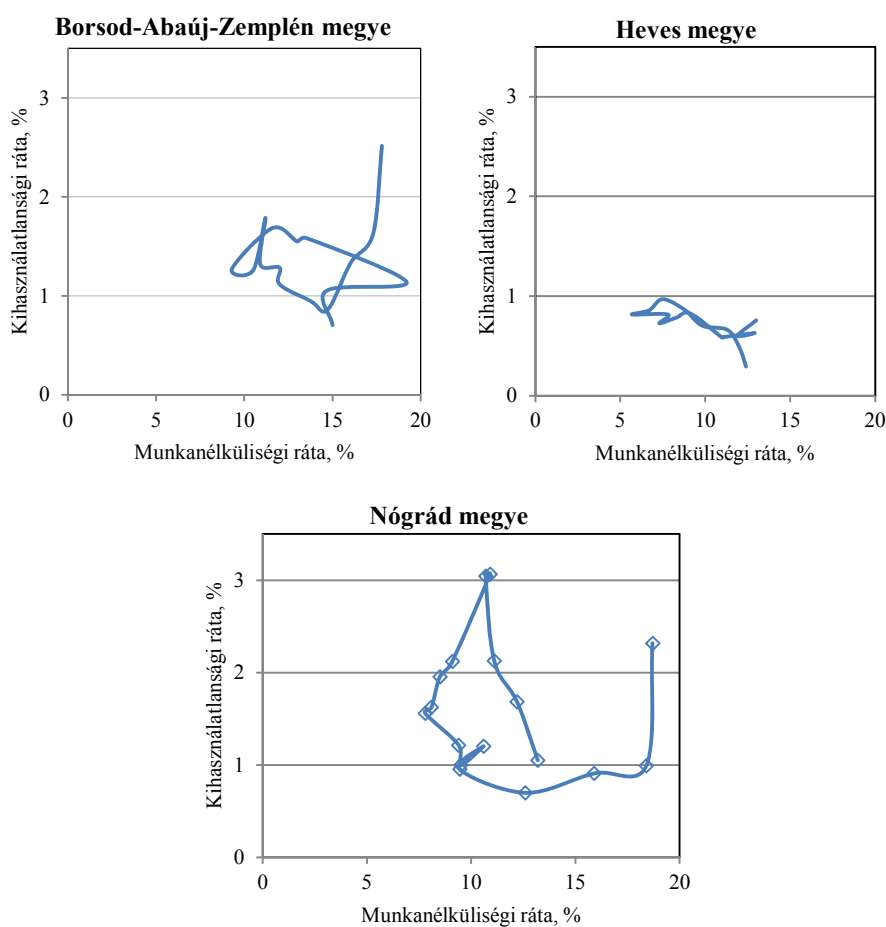 Borsod-Abaúj-Zemplén megye
Kihasználatlansági ráta, %
3
2
1
0
0 5 10 15 20
Munkanélküliségi ráta, %
Heves megye
Kihasználatlansági ráta, %
3
2
1
0
0 5 10 15 20
Munkanélküliségi ráta, %
Nógrád megye
Kihasználatlansági ráta, %
3
2
1
0
0 5 10 15 20
Munkanélküliségi ráta, %